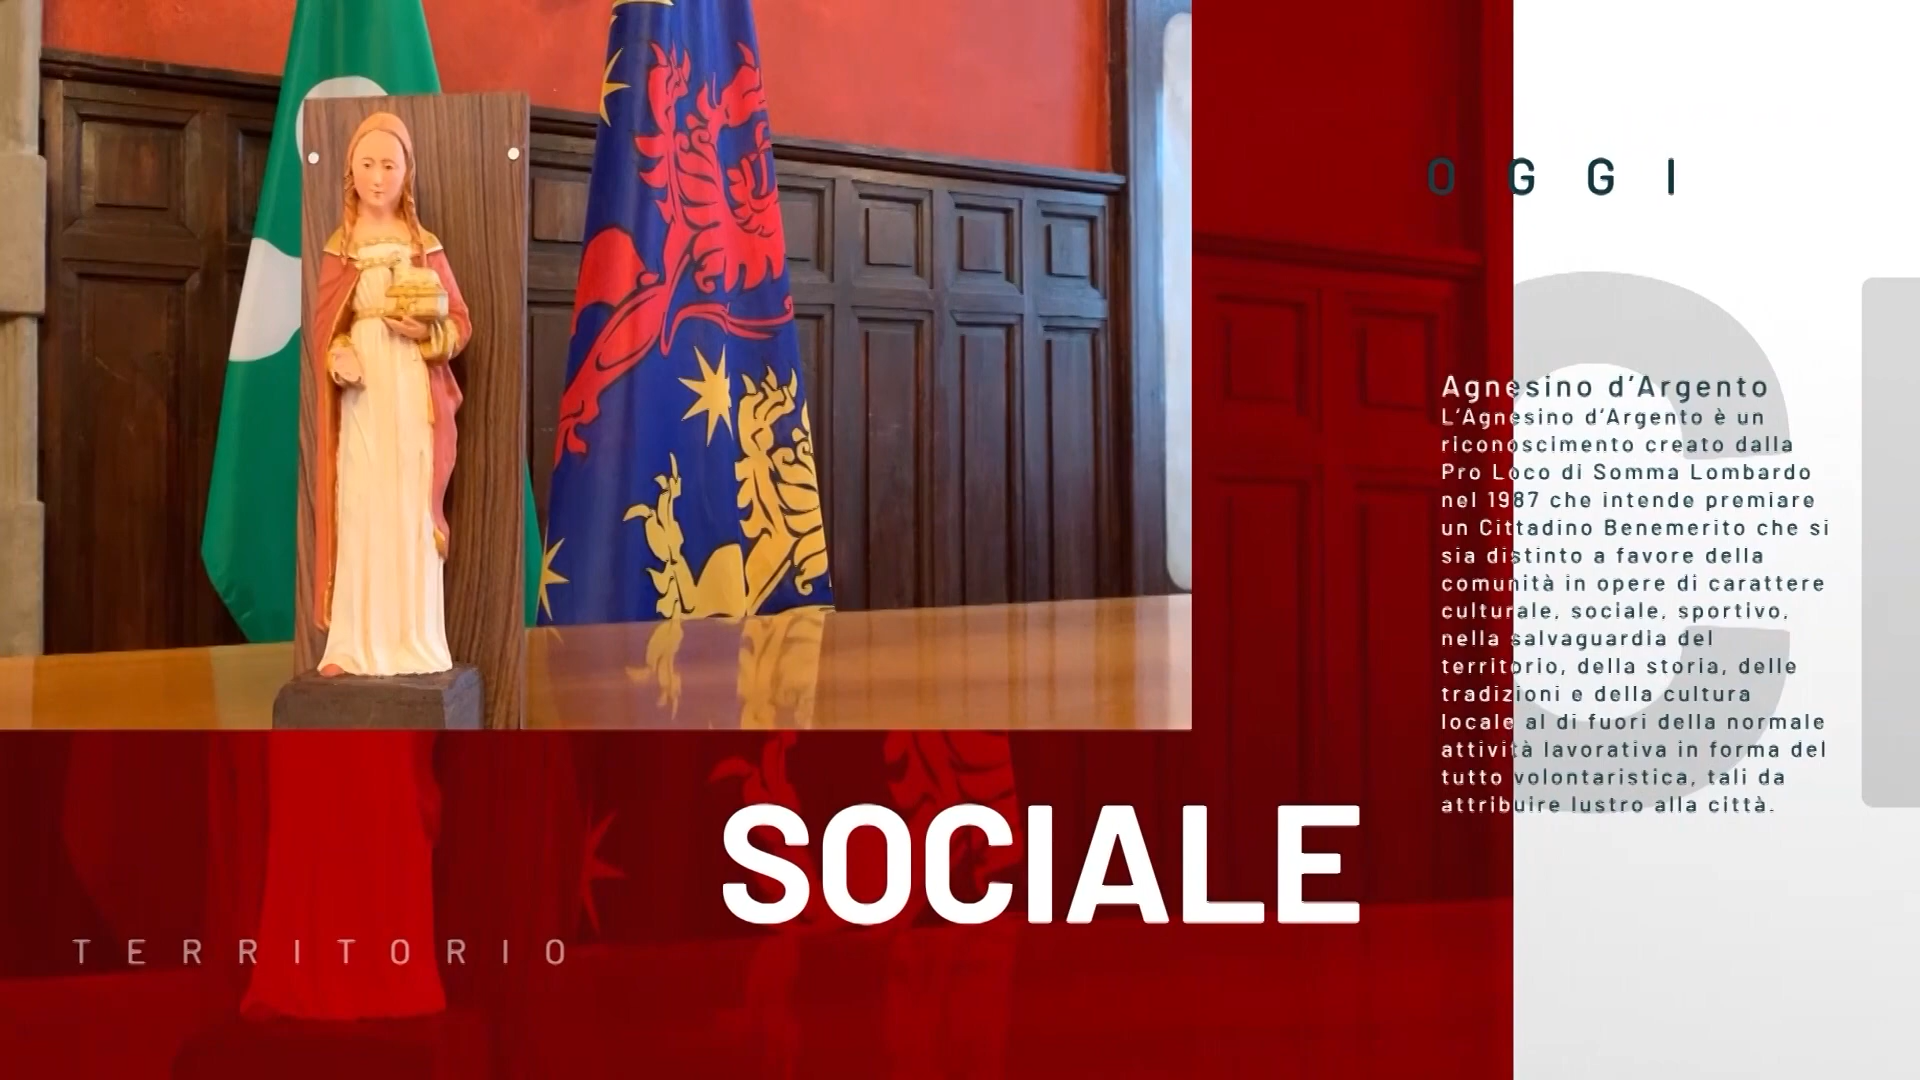 OGGI
Agnesino d'Argento
L'Agnesino d'Argento è un
riconoscimento creato dalla
Pro Loco di Somma Lombardo
nel 1987 che intende premiare
un Cittadino Benemerito che si
sia distinto a favore della
comunità in opere di carattere
culturale, sociale, sportivo,
nella salvaguardia del
territorio, della storia, delle
tradizioni e della cultura
locale al di fuori della normale
attività lavorativa in forma del
tutto volontaristica, tali da
attribuire lustro alla città.
SOCIALE
TERRITORIO